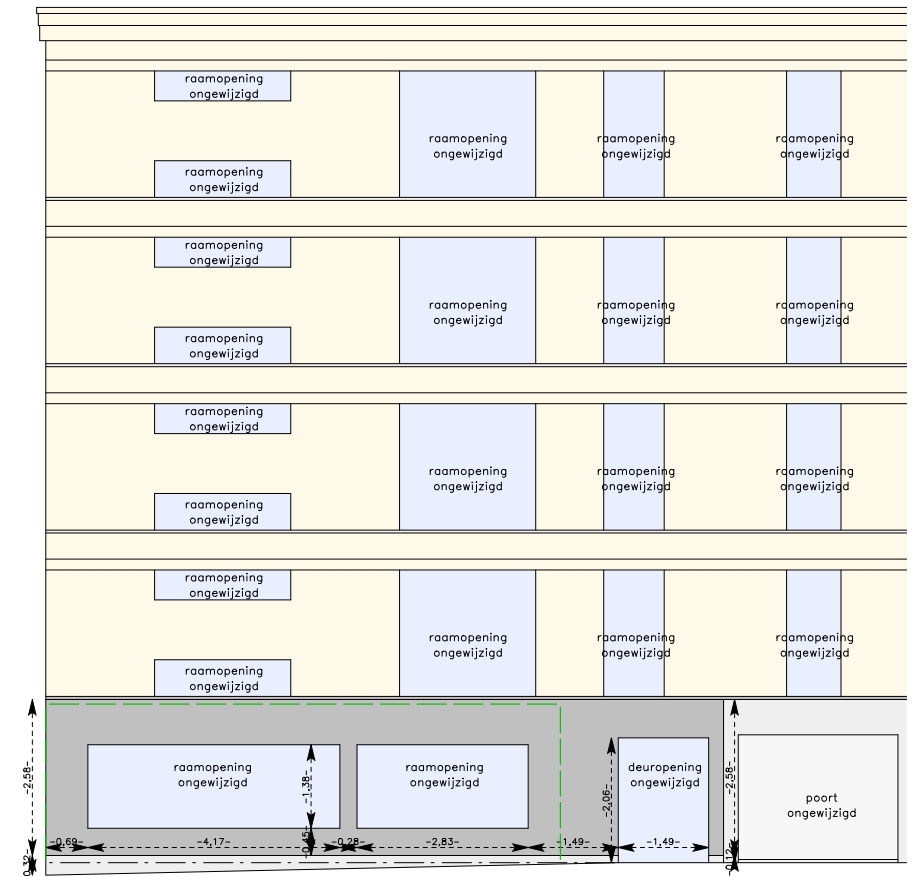 raamopening
ongewijzigd
raamopening
ongewijzigd
raamopening
ongewijzigd
raamopening
ongewijzigd
raamopening
ongewijzigd
raamopening
ongewijzigd
raamopening
ongewijzigd
raamopening
ongewijzigd
raamopening
ongewijzigd
raamopening
ongewijzigd
raamopening
ongewijzigd
raamopening
ongewijzigd
raamopening
ongewijzigd
raamopening
ongewijzigd
raamopening
ongewijzigd
raamopening
ongewijzigd
raamopening
ongewijzigd
raamopening
ongewijzigd
raamopening
ongewijzigd
raamopening
ongewijzigd
raamopening
ongewijzigd
raamopening
ongewijzigd
deuropening
ongewijzigd
poort
ongewijzigd
-2,58-
-1,38-
-2,06-
-2,58-
-0,69-
-4,17-
-0,45-
-0,28-
-2,83-
-1,49-
-1,49-
0,32-
0,12-